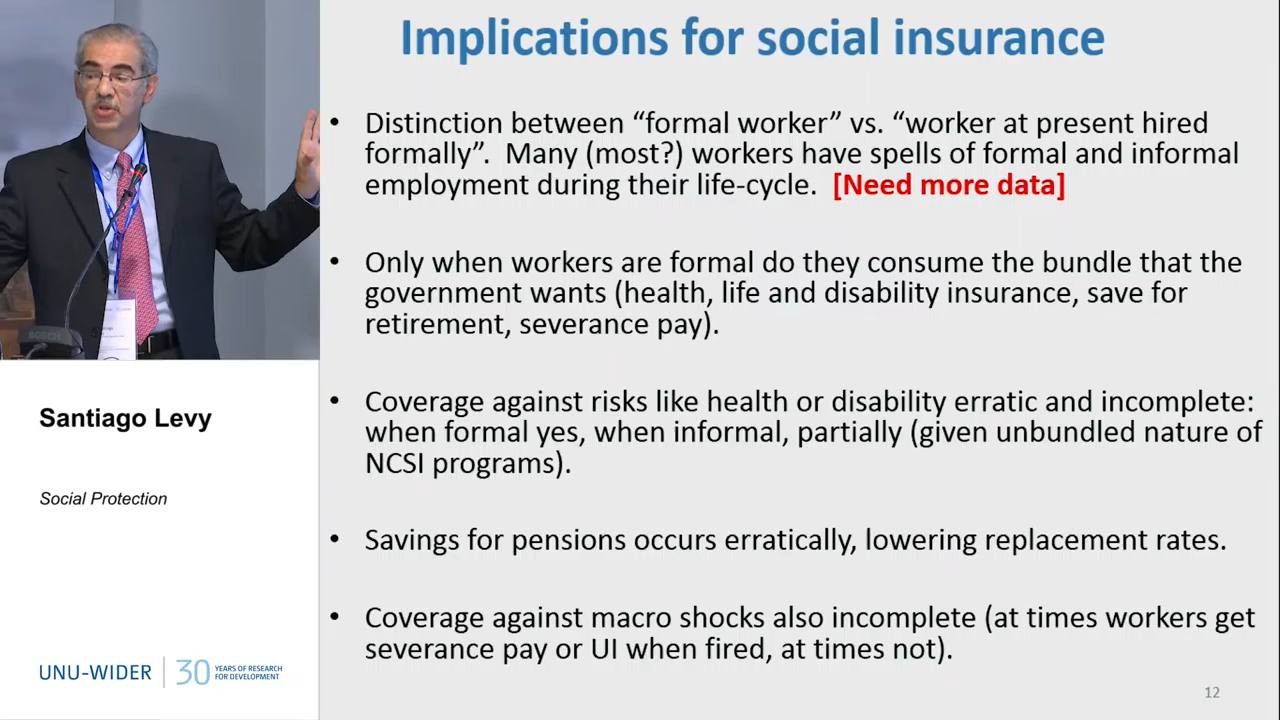 Implications for social insurance
• Distinction between “formal worker” vs. “worker at present hired
formally”. Many (most?) workers have spells of formal and informal
employment during their life-cycle. [Need more data]
• Only when workers are formal do they consume the bundle that the
government wants (health, life and disability insurance, save for
retirement, severance pay).
• Coverage against risks like health or disability erratic and incomplete:
when formal yes, when informal, partially (given unbundled nature of
NCSI programs).
• Savings for pensions occurs erratically, lowering replacement rates.
• Coverage against macro shocks also incomplete (at times workers get
severance pay or UI when fired, at times not).
12
Santiago Levy
Social Protection
UNU-WIDER
30 YEARS OF RESEARCH
FOR DEVELOPMENT